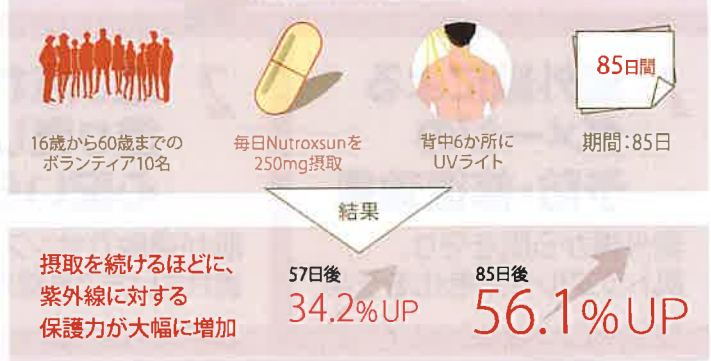 85日間
16歳から60歳までの
ボランティア10名
毎日Nutroxsunを
250mg摂取
背中6か所に
UVライト
期間：85日
結果
摂取を続けるほどに、
紫外線に対する
保護力が大幅に増加
57日後
34.2%UP
85日後
56.1%UP